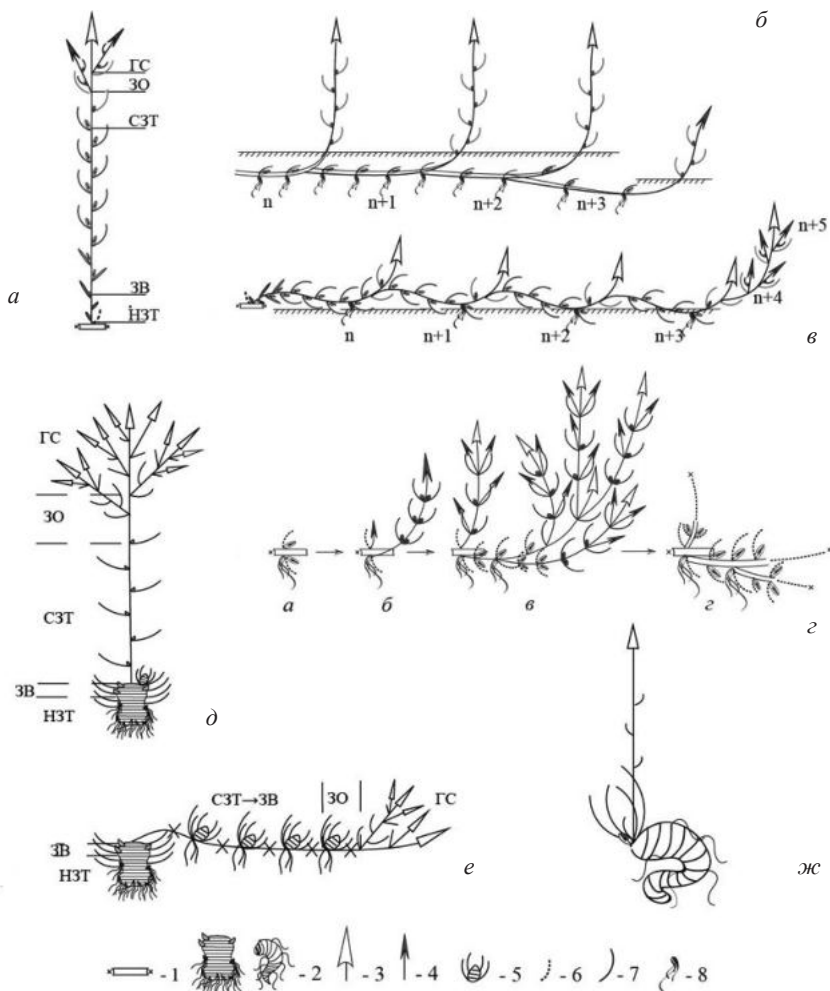 б
ГС
ЗО
СЗТ
n n+1 n+2 n+3
n+5
а
ЗВ
НЗТ
n+4
n n+1 n+2 n+3
в
ГС
ЗО
СЗТ
ЗВ
НЗТ
д
а б в г
г
СЗТ→ЗВ ЗО ГС
ЗВ
НЗТ
е
ж
- 1 - 2 - 3 - 4 - 5 - 6 - 7 - 8